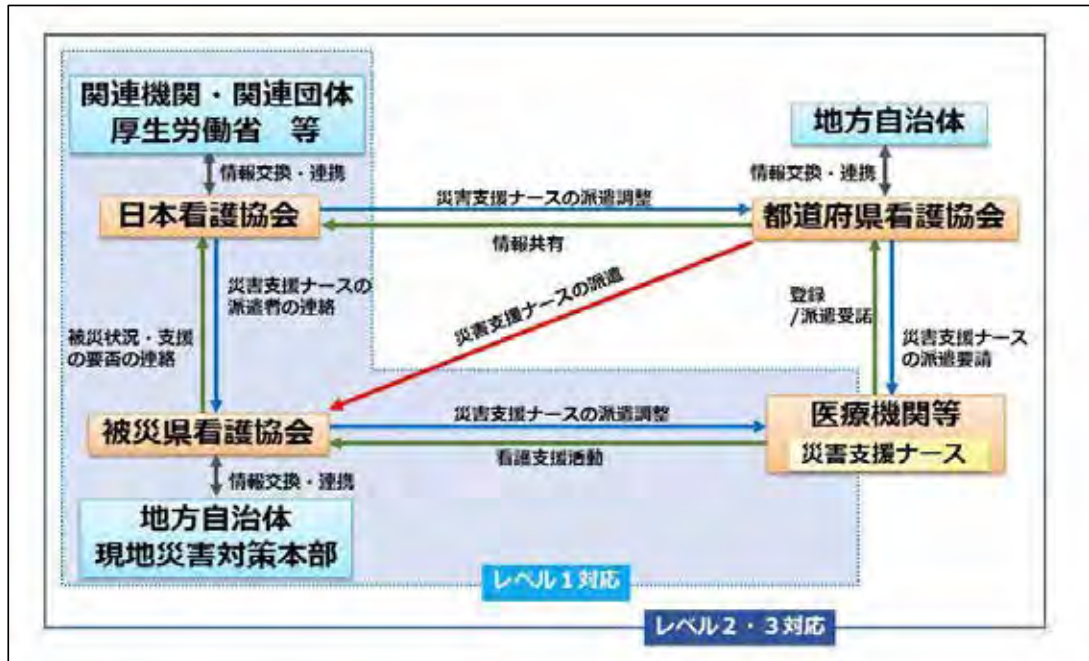 関連機関・関連団体
厚生労働省 等
地方自治体
情報交換・連携
情報交換・連携
日本看護協会
災害支援ナースの派遣調整
都道府県看護協会
情報共有
災害支援ナースの
派遣者の連絡
災害支援ナースの派遣
登録
/派遣受諾
被災状況・支援
の要否の連絡
災害支援ナース
の派遣要請
被災県看護協会
災害支援ナースの派遣調整
医療機関等
災害支援ナース
看護支援活動
情報交換・連携
地方自治体
現地災害対策本部
レベル1対応
レベル2・3対応